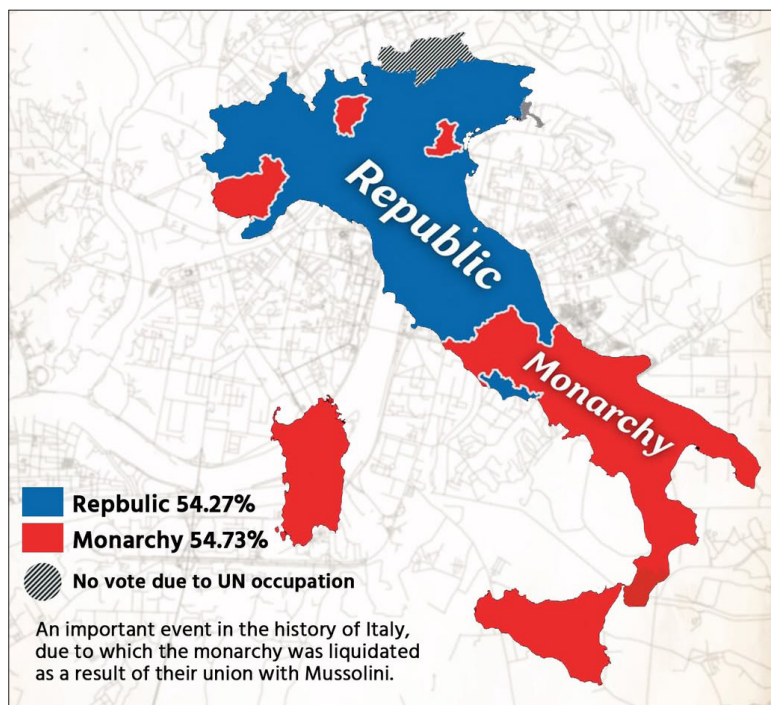 Republic
Monarchy
Repbulic 54.27%
Monarchy 54.73%
No vote due to UN occupation
An important event in the history of Italy,
due to which the monarchy was liquidated
as a result of their union with Mussolini.